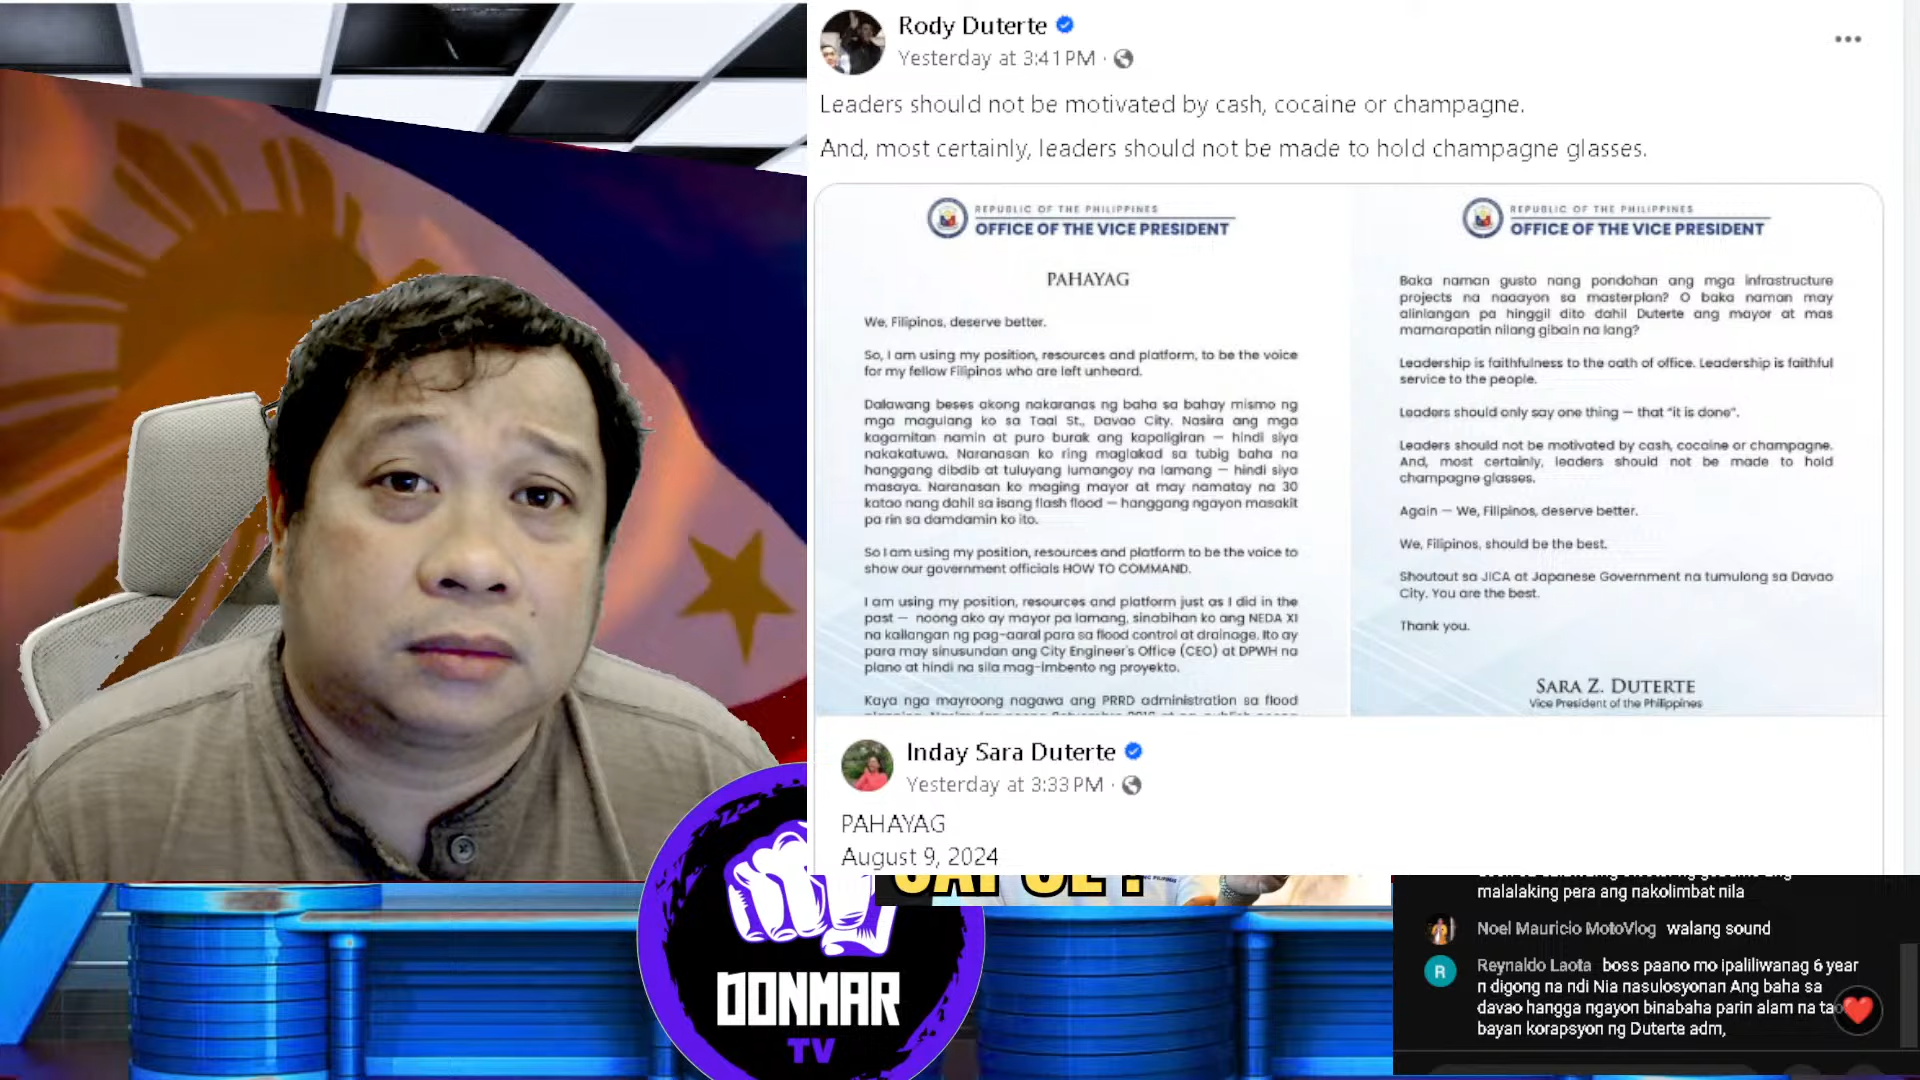 Rody Duterte
Yesterday at 3:41 PM ·
Leaders should not be motivated by cash, cocaine or champagne.
And, most certainly, leaders should not be made to hold champagne glasses.
REPUBLIC OF THE PHILIPPINES
OFFICE OF THE VICE PRESIDENT
PAHAYAG
We, Filipinos, deserve better.
So, I am using my position, resources and platform, to be the voice
for my fellow Filipinos who are left unheard.
Dalawang beses akong nakaranas ng baha sa bahay mismo ng
mga magulang ko sa Taal St., Davao City. Nasira ang mga
kagamitan namin at puro burak ang kapaligiran — hindi siya
nakakatuwa. Naranasan ko ring maglakad sa tubig baha na
hanggang dibdib at tuluyang lumangoy na lamang — hindi siya
masaya. Naranasan ko maging mayor at may namatay na 30
katao nang dahil sa isang flash flood — hanggang ngayon masakit
pa rin sa damdamin ko ito.
So I am using my position, resources and platform to be the voice to
show our government officials HOW TO COMMAND.
I am using my position, resources and platform just as I did in the
past — noong ako ay mayor pa lamang, sinabihan ko ang NEDA XI
na kailangan ng pag-aaral para sa flood control at drainage. Ito ay
para may sinusundan ang City Engineer's Office (CEO) at DPWH na
plano at hindi na sila mag-imbento ng proyekto.
Kaya nga mayroong nagawa ang PRRD administration sa flood
REPUBLIC OF THE PHILIPPINES
OFFICE OF THE VICE PRESIDENT
Baka naman gusto nang pondohan ang mga infrastructure
projects na naaayon sa masterplan? O baka naman may
alinlangan pa hinggil dito dahil Duterte ang mayor at mas
mamarapatin nilang gibain na lang?
Leadership is faithfulness to the oath of office. Leadership is faithful
service to the people.
Leaders should only say one thing — that "it is done".
Leaders should not be motivated by cash, cocaine or champagne.
And, most certainly, leaders should not be made to hold
champagne glasses.
Again — We, Filipinos, deserve better.
We, Filipinos, should be the best.
Shoutout sa JICA at Japanese Government na tumulong sa Davao
City. You are the best.
Thank you.
SARA Z. DUTERTE
Vice President of the Philippines
Inday Sara Duterte
Yesterday at 3:33 PM ·
PAHAYAG
August 9, 2024
DONMAR
TV
malalaking pera ang nakolimbat nila
Noel Mauricio MotoVlog walang sound
R
Reynaldo Laota boss paano mo ipaliliwanag 6 year
n digong na ndi Nia nasulosyonan Ang baha sa
davao hangga ngayon binabaha parin alam na tao
bayan korapsyon ng Duterte adm,